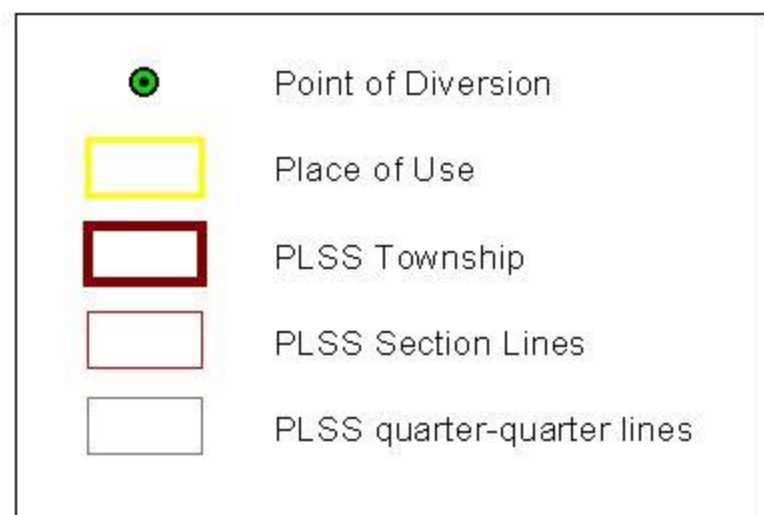 Point of Diversion
Place of Use
PLSS Township
PLSS Section Lines
PLSS quarter-quarter lines